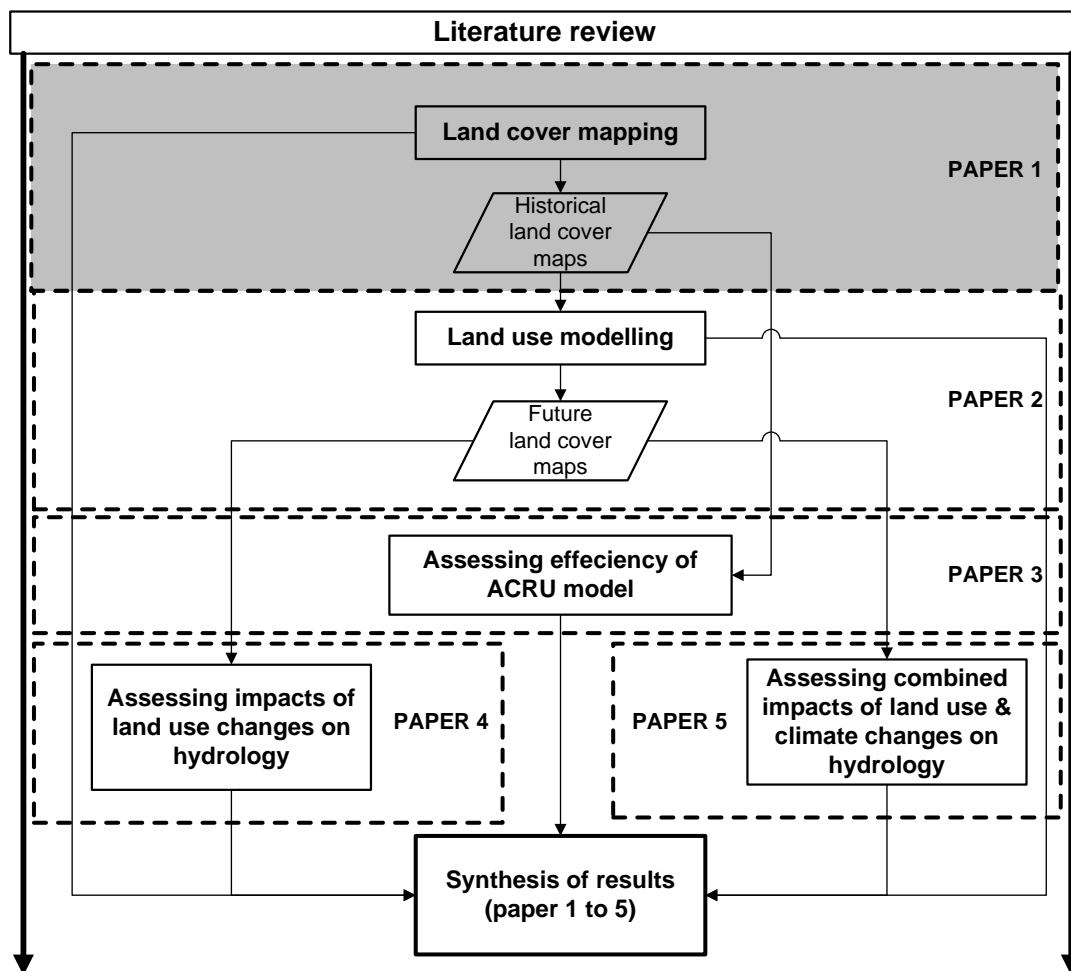 Literature review
Land cover mapping
PAPER 1
Historical
land cover
maps
Land use modelling
PAPER 2
Future
land cover
maps
Assessing effeciency of
ACRU model
PAPER 3
Assessing impacts of
land use changes on
hydrology
PAPER 4
PAPER 5
Assessing combined
impacts of land use &
climate changes on
hydrology
Synthesis of results
(paper 1 to 5)